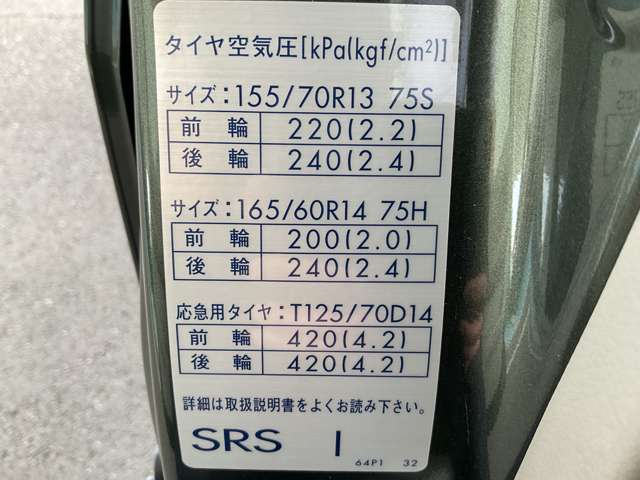 タイヤ空気圧[kPa(kgf/cm²)]
サイズ:155/70R13 75S
前輪 220(2.2)
後輪 240(2.4)
サイズ:165/60R14 75H
前輪 200(2.0)
後輪 240(2.4)
応急用タイヤ:T125/70D14
前輪 420(4.2)
後輪 420(4.2)
詳細は取扱説明書をよくお読み下さい。
SRS I
64P1 32